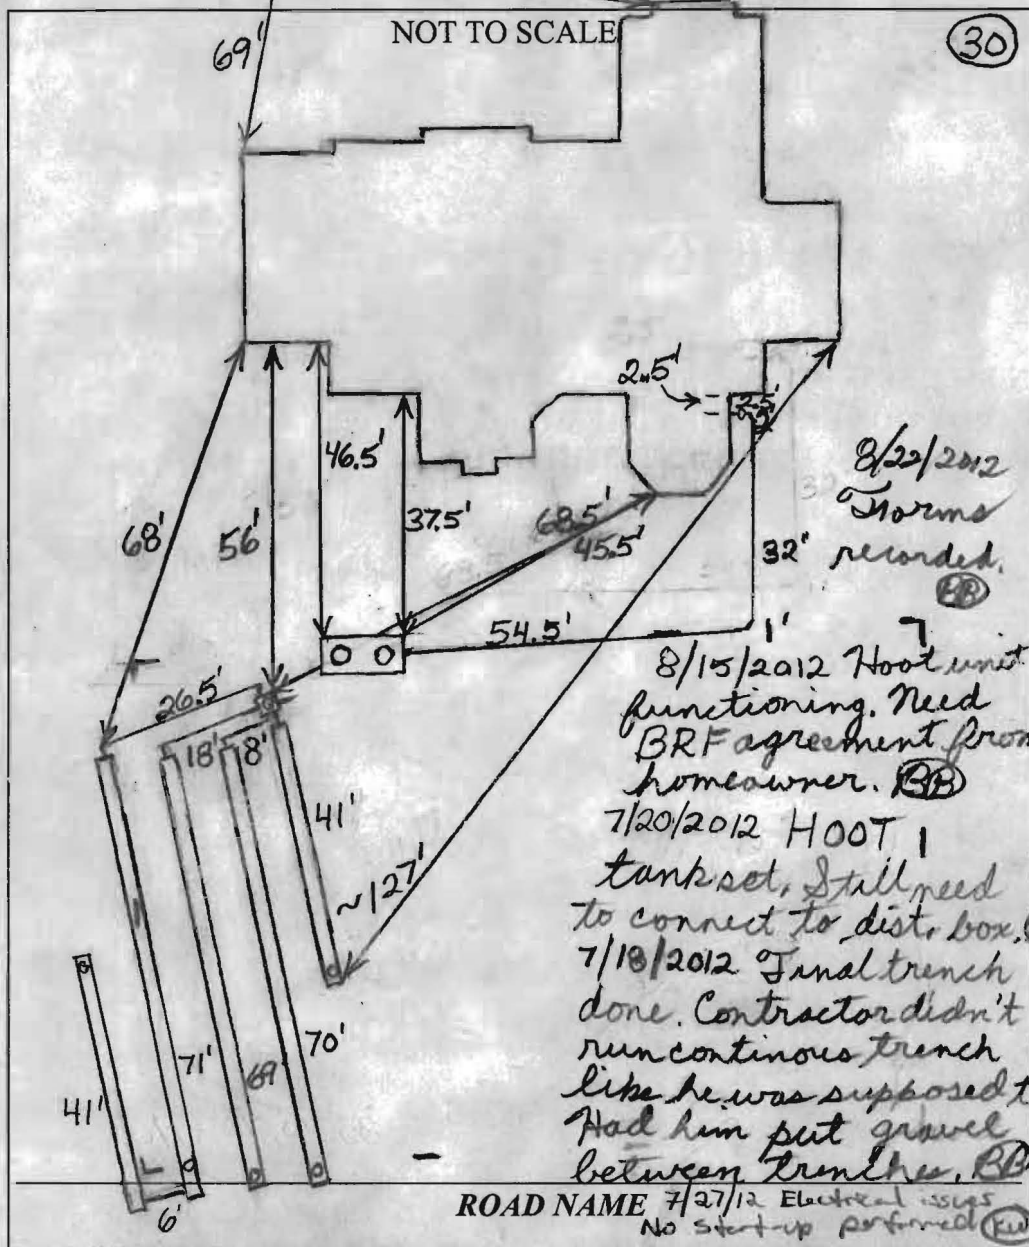 NOT TO SCALE
30
69'
2.5'
2.5'
46.5'
37.5'
68'
56'
68.5'
45.5'
32'
8/22/2012
Forms
recorded.
BB
54.5'
1'
26.5'
18'
8'
41'
~127'
8/15/2012 Hoot unit
functioning. Need
BRF agreement from
homeowner. BB
7/20/2012 HOOT
tank set, Still need
to connect to dist. box.
7/18/2012 Final trench
done. Contractor didn't
run continous trench
like he was supposed t
Had him put gravel
between trenches. BB
41'
71'
69'
70'
6'
ROAD NAME 7/27/12 Electrical issues
No start-up performed KW